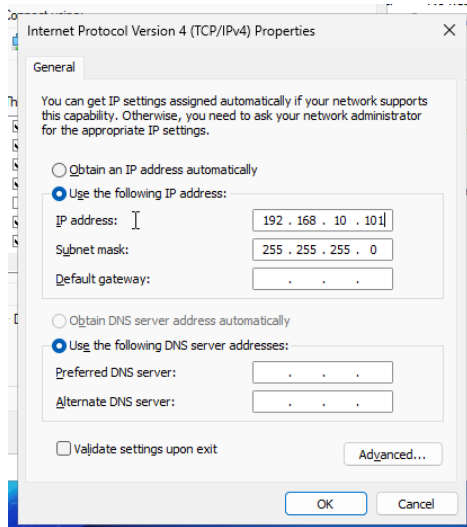 Internet Protocol Version 4 (TCP/IPv4) Properties
General
You can get IP settings assigned automatically if your network supports
this capability. Otherwise, you need to ask your network administrator
for the appropriate IP settings.
Obtain an IP address automatically
Use the following IP address:
IP address: 192 . 168 . 10 . 101
Subnet mask: 255 . 255 . 255 . 0
Default gateway: . . .
Obtain DNS server address automatically
Use the following DNS server addresses:
Preferred DNS server: . . .
Alternate DNS server: . . .
Validate settings upon exit
Advanced...
OK Cancel